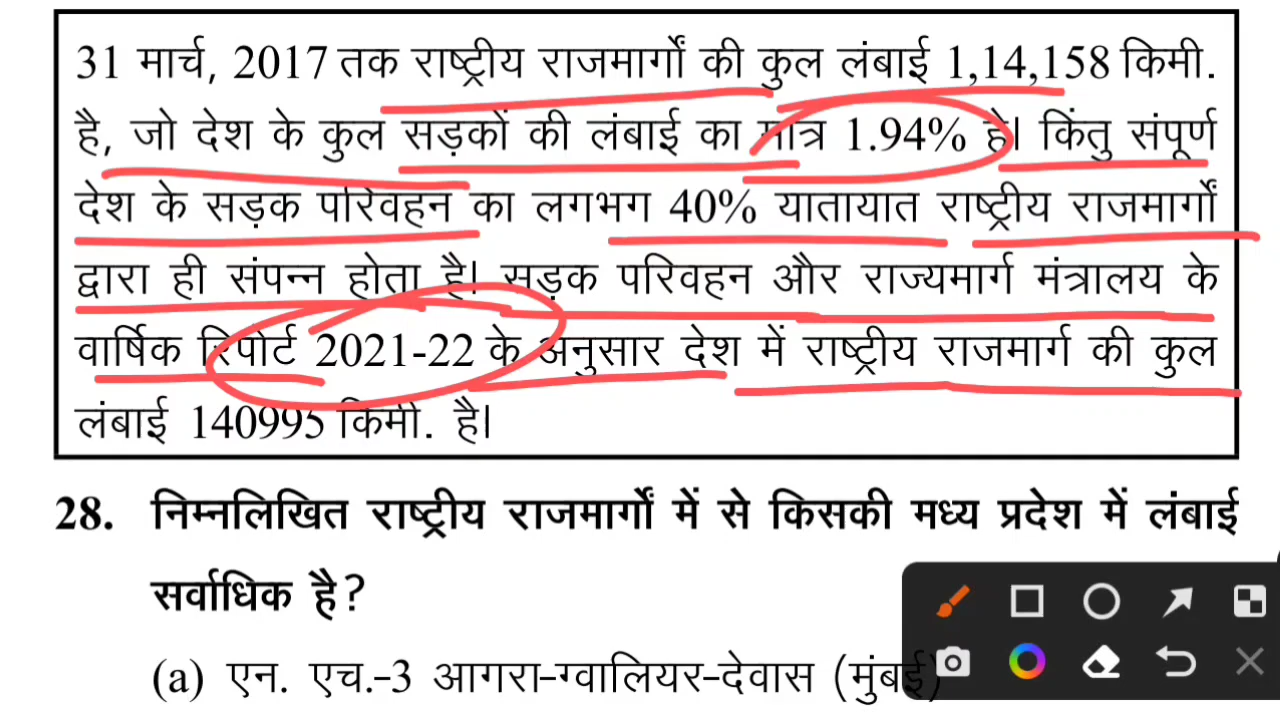 31 मार्च, 2017 तक राष्ट्रीय राजमार्गों की कुल लंबाई 1,14,158 किमी.
है, जो देश के कुल सड़कों की लंबाई का मात्र 1.94% है। किंतु संपूर्ण
देश के सड़क परिवहन का लगभग 40% यातायात राष्ट्रीय राजमार्गों
द्वारा ही संपन्न होता है। सड़क परिवहन और राज्यमार्ग मंत्रालय के
वार्षिक रिपोर्ट 2021-22 के अनुसार देश में राष्ट्रीय राजमार्ग की कुल
लंबाई 140995 किमी. है।
28. निम्नलिखित राष्ट्रीय राजमार्गों में से किसकी मध्य प्रदेश में लंबाई
सर्वाधिक है?
(a) एन. एच.-3 आगरा-ग्वालियर-देवास (मुंबई)